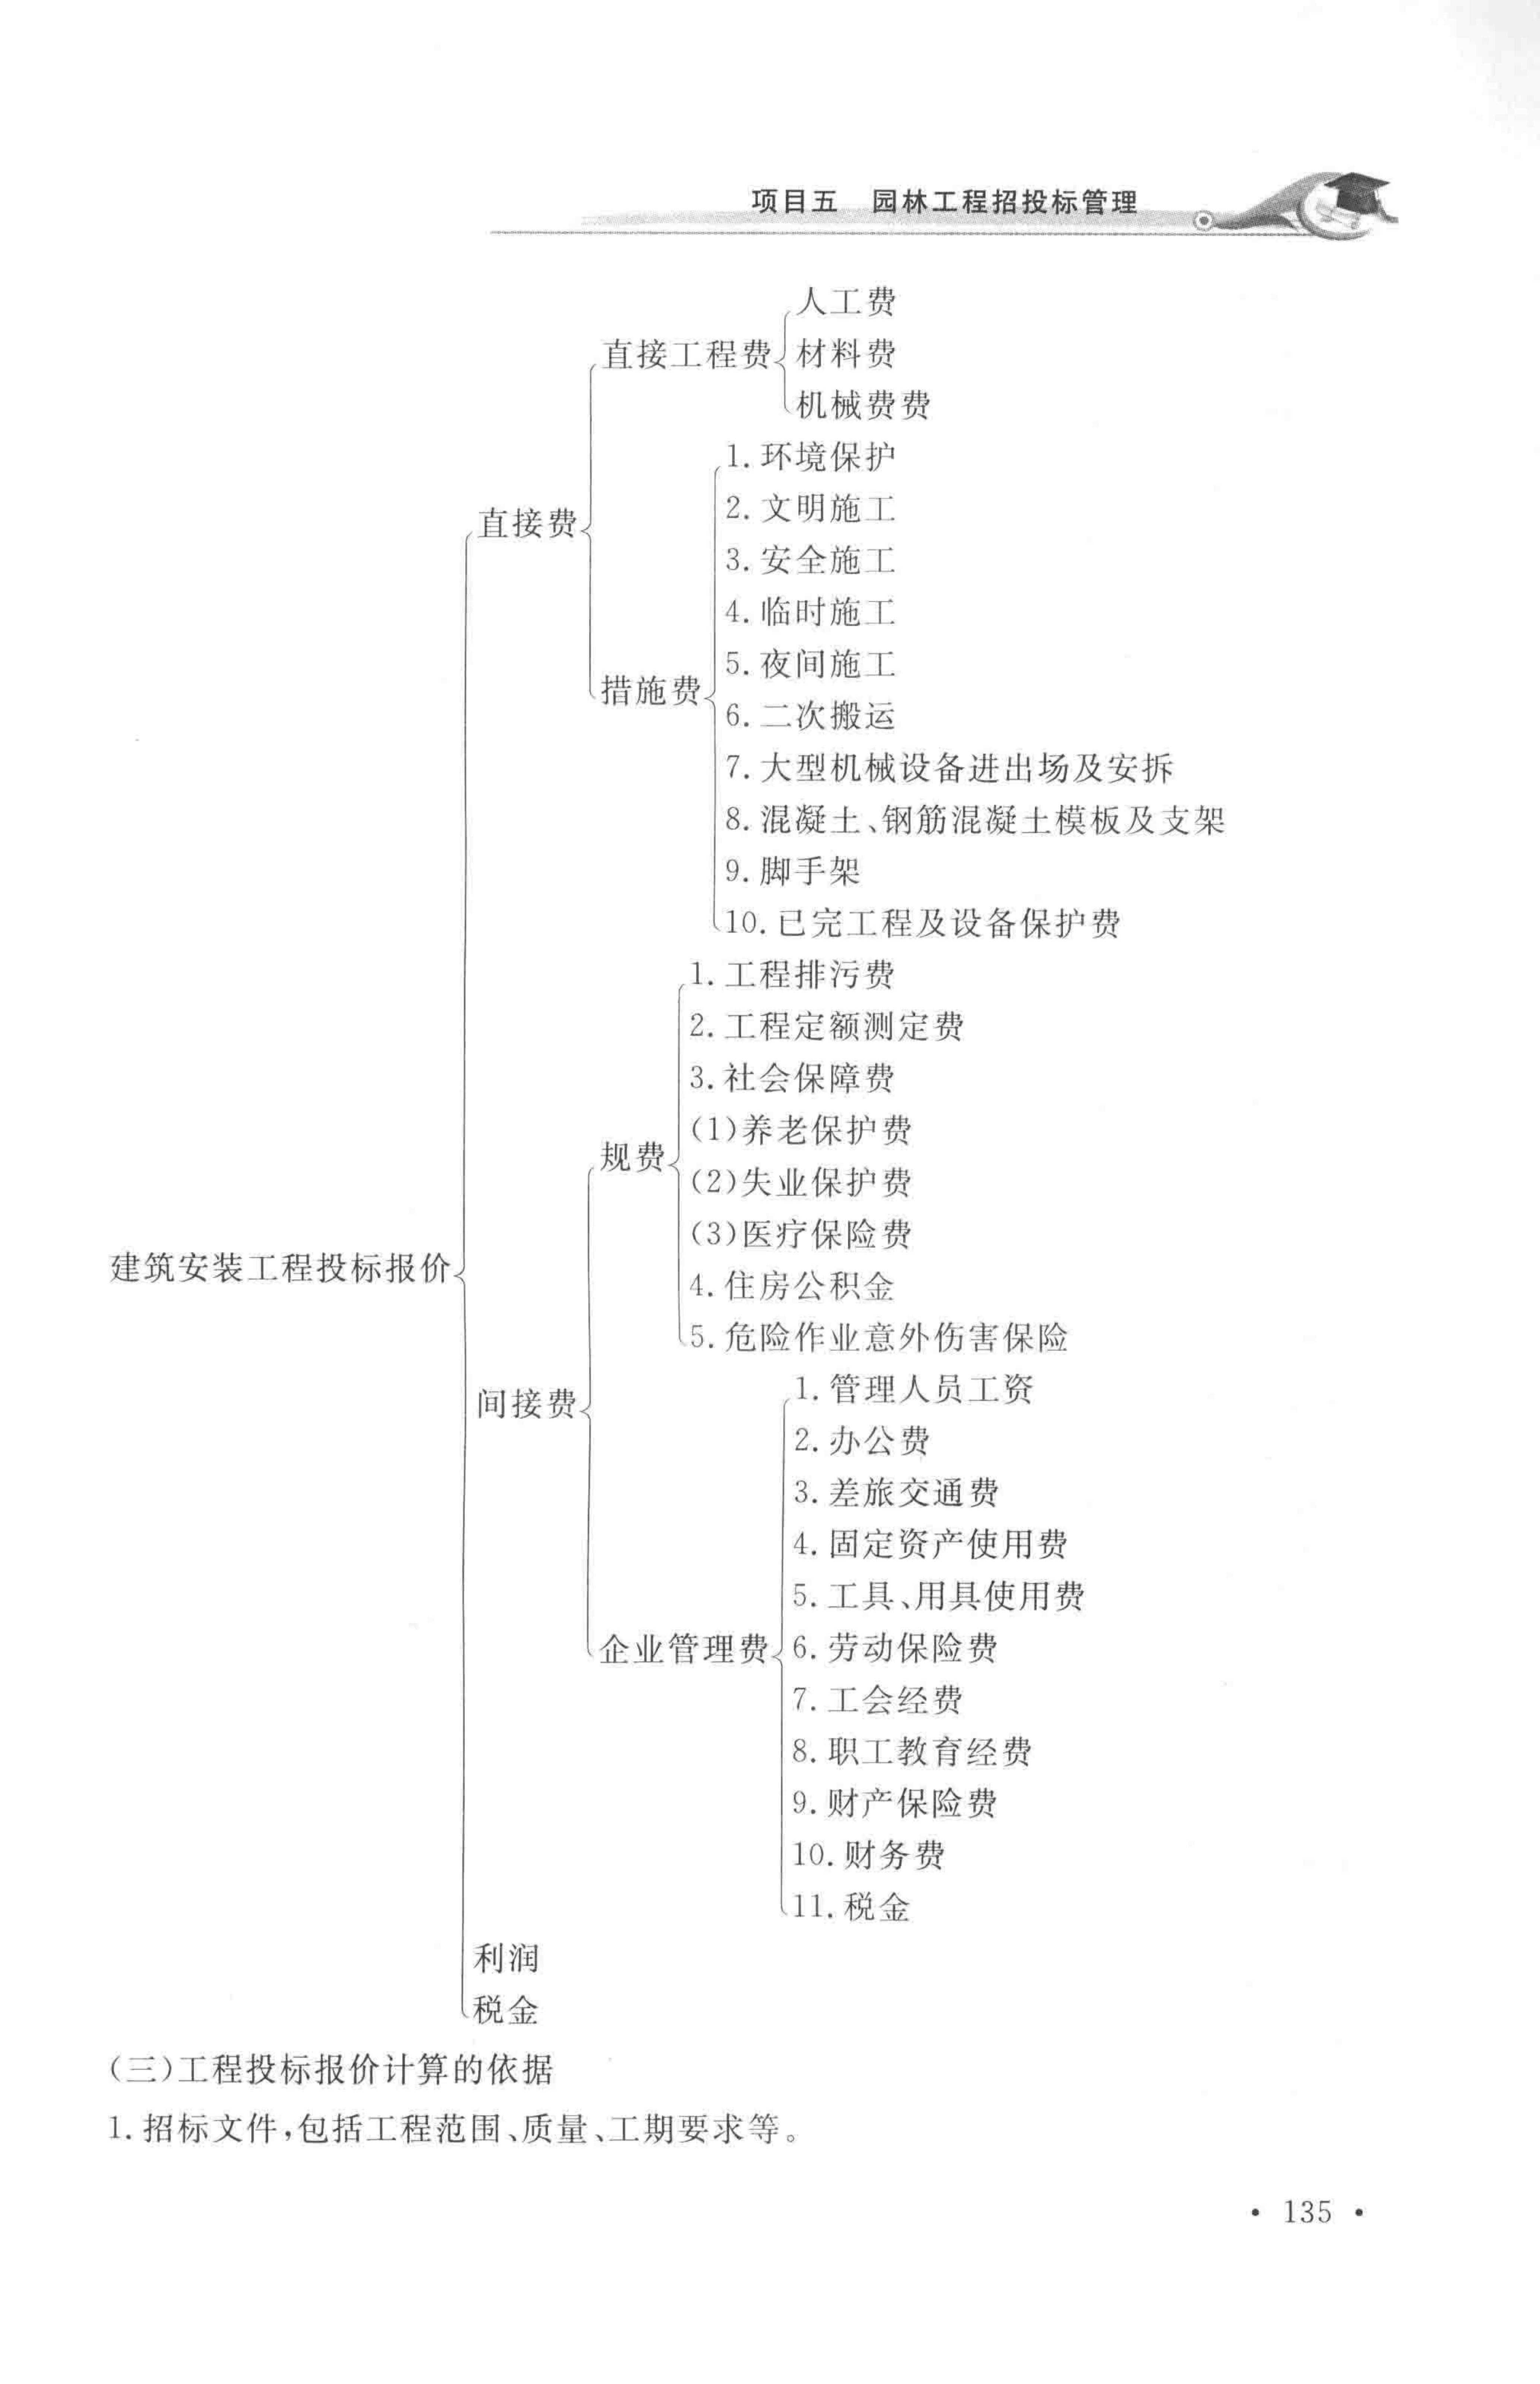 项目五 园林工程招投标管理
人工费
直接工程费 材料费
机械费费
1.环境保护
2.文明施工
直接费
3.安全施工
4.临时施工
5.夜间施工
措施费
6.二次搬运
7.大型机械设备进出场及安拆
8.混凝土、钢筋混凝土模板及支架
9.脚手架
10.已完工程及设备保护费
1.工程排污费
2.工程定额测定费
3.社会保障费
(1)养老保护费
规费
(2)失业保护费
(3)医疗保险费
建筑安装工程投标报价
4.住房公积金
5.危险作业意外伤害保险
1.管理人员工资
间接费
2.办公费
3.差旅交通费
4.固定资产使用费
5.工具、用具使用费
企业管理费 6.劳动保险费
7.工会经费
8.职工教育经费
9.财产保险费
10.财务费
11.税金
利润
税金
(三)工程投标报价计算的依据
1.招标文件,包括工程范围、质量、工期要求等。
• 135 •